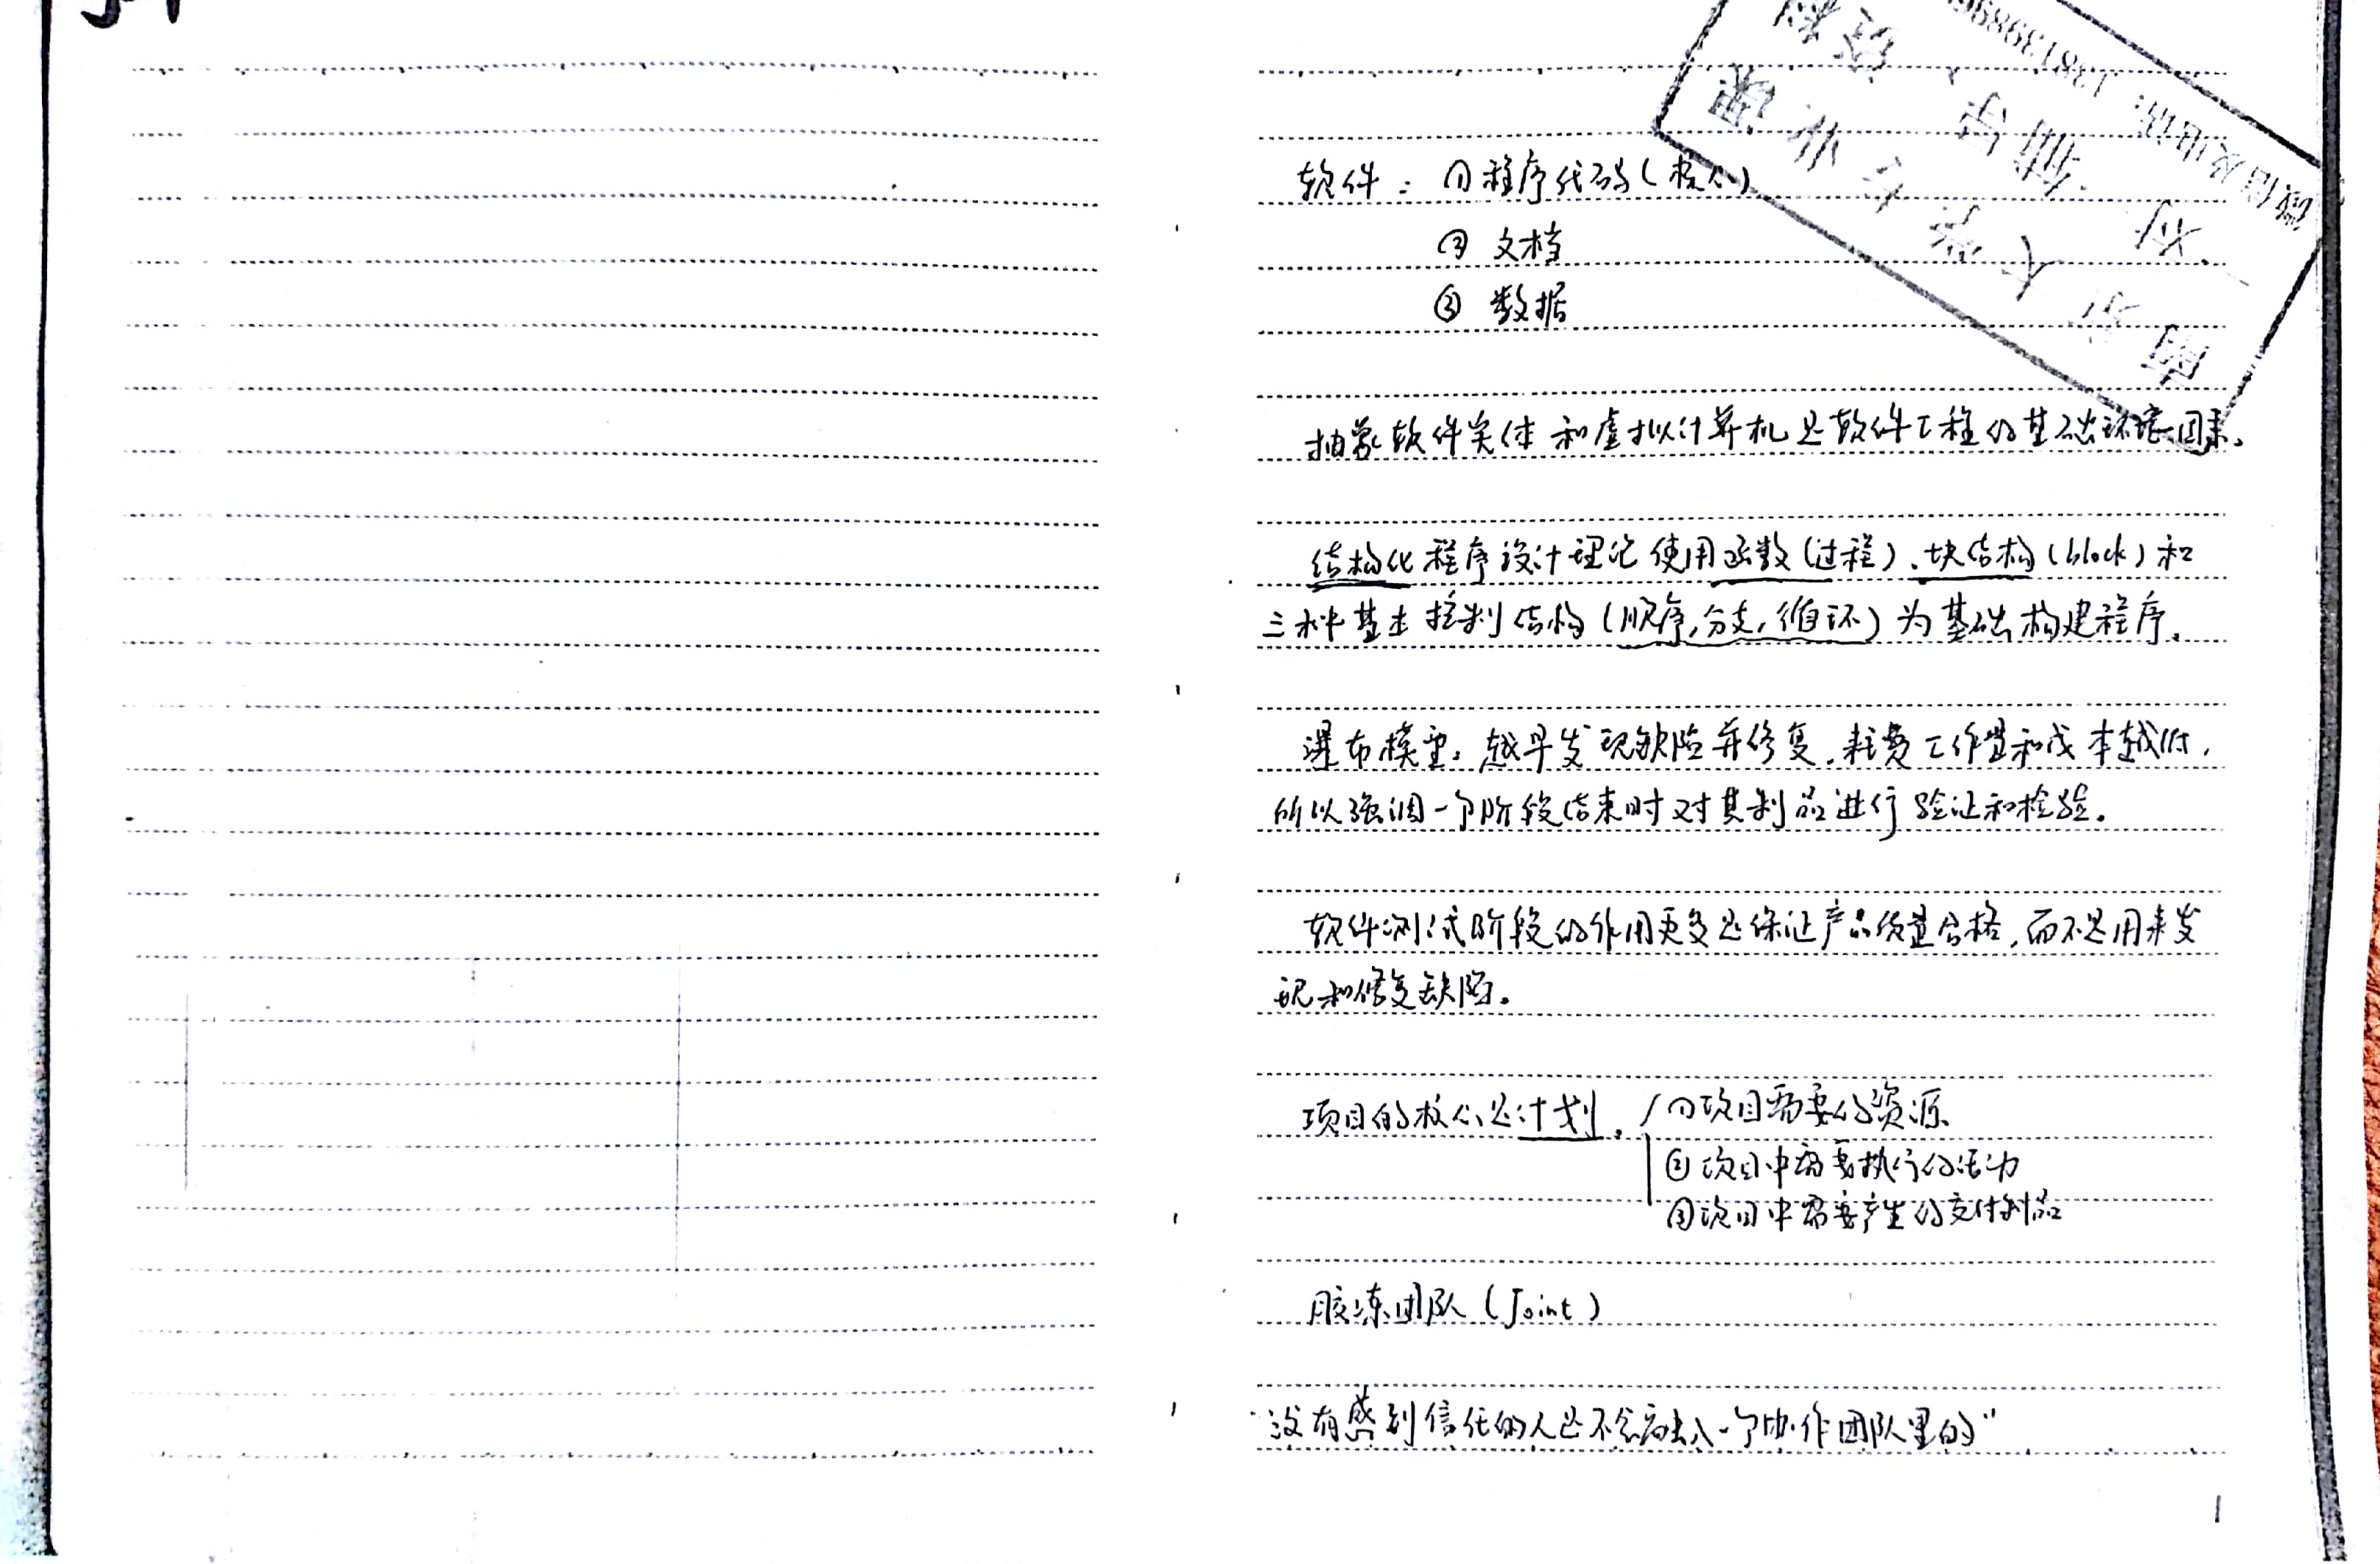 软件：①程序代码（核心）
② 文档
③ 数据
抽象软件实体和虚拟计算机是软件工程的基础环境因素。
结构化程序设计理论使用函数（过程）、块结构（block）和
三种基本控制结构（顺序，分支，循环）为基础构建程序。
瀑布模型：越早发现缺陷并修复，耗费工作量和成本越低，
所以强调一个阶段结束时对其制品进行验证和检验。
软件测试阶段的作用更多是保证产品质量合格，而不是用来发
现和修复缺陷。
项目的核心是计划。①项目需要的资源
②项目中需要执行的活动
③项目中需要产生的交付制品
胶冻团队（Joint）
"没有感到信任的人是不会融入一个协作团队里的"
1